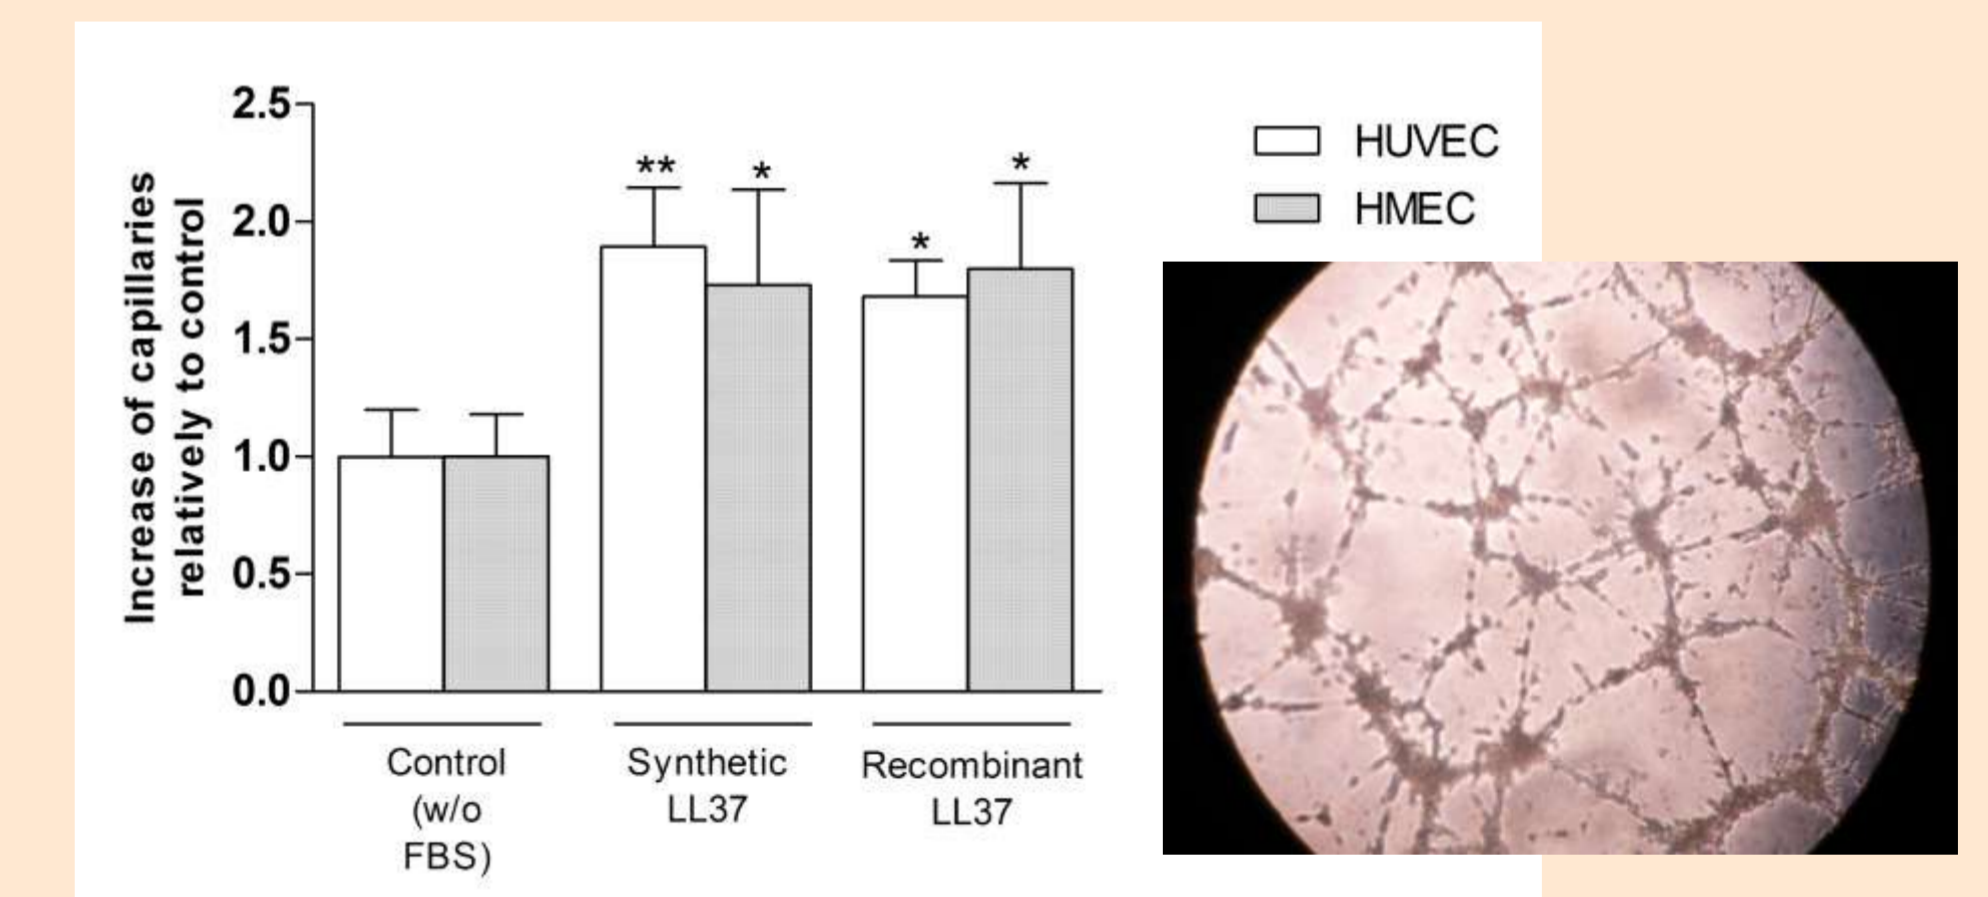 2.5
2.0
1.5
1.0
0.5
0.0
Increase of capillaries
relatively to control
**
*
*
*
HUVEC
HMEC
Control
(w/o
FBS)
Synthetic
LL37
Recombinant
LL37